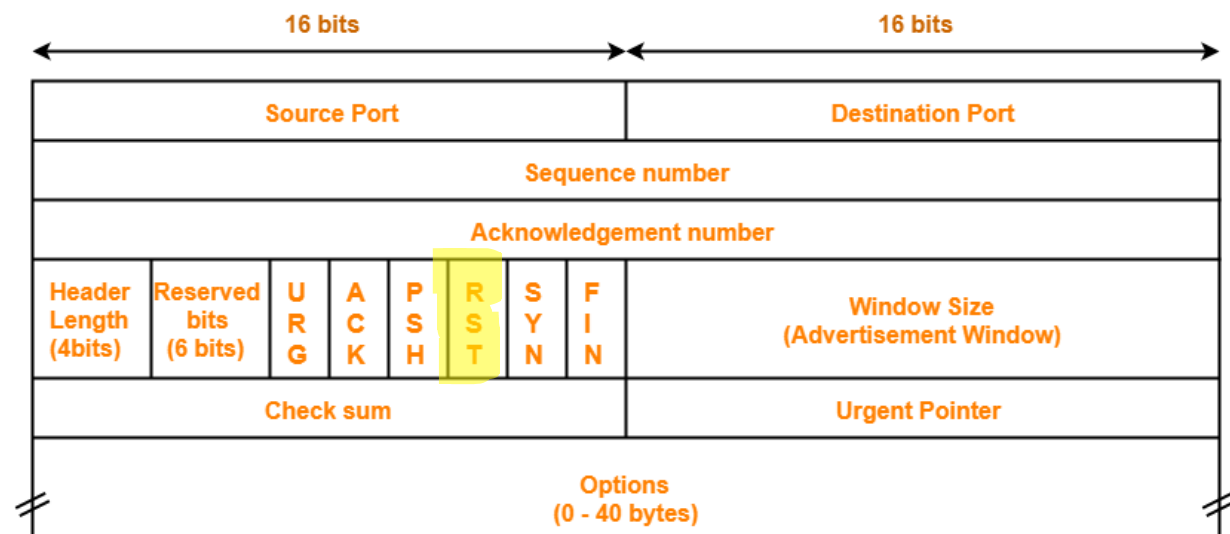 16 bits
16 bits
Source Port
Destination Port
Sequence number
Acknowledgement number
Header
Length
(4bits)
Reserved
bits
(6 bits)
U
R
G
A
C
K
P
S
H
R
S
T
S
Y
N
F
I
N
Window Size
(Advertisement Window)
Check sum
Urgent Pointer
Options
(0 - 40 bytes)